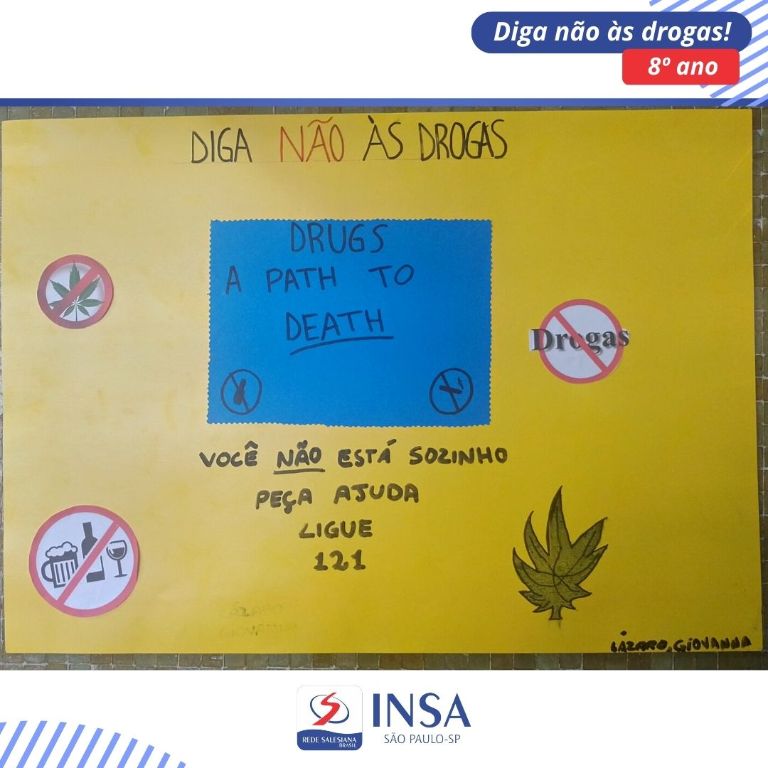 Diga não às drogas!
8º ano
DIGA NÃO ÀS DROGAS
DRUGS
A PATH TO
DEATH
Drogas
VOCÊ NÃO ESTÁ SOZINHO
PEÇA AJUDA
LIGUE
121
LÁZARO, GIOVANNA
REDE SALESIANA
BRASIL
INSA
SÃO PAULO-SP